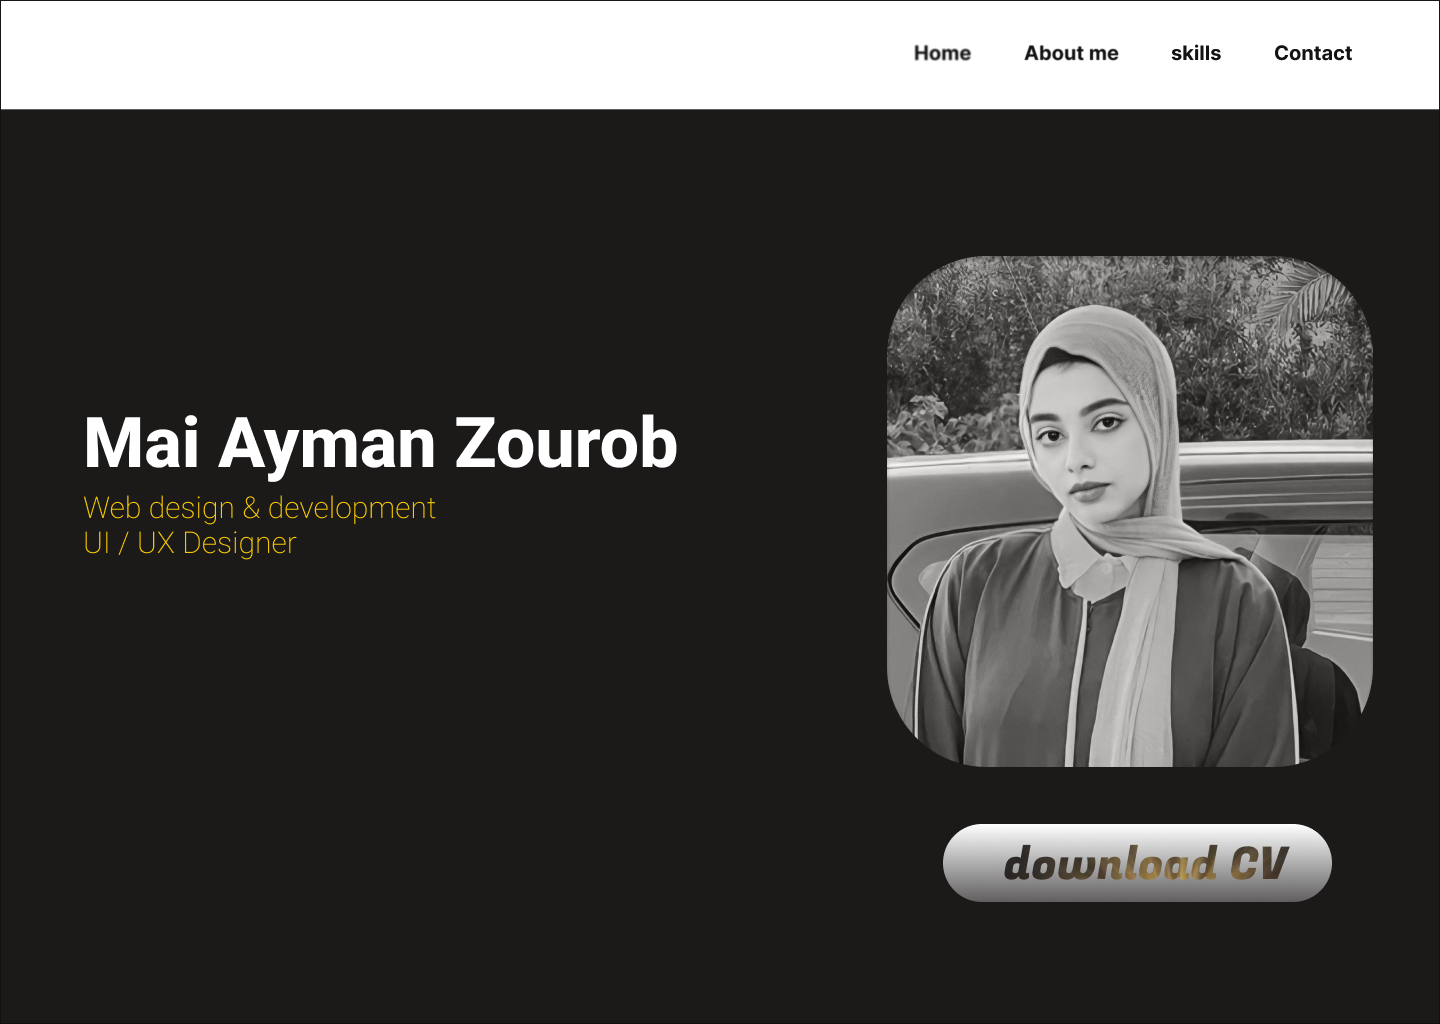 Home About me skills Contact
Mai Ayman Zourob
Web design & development
UI / UX Designer
download CV